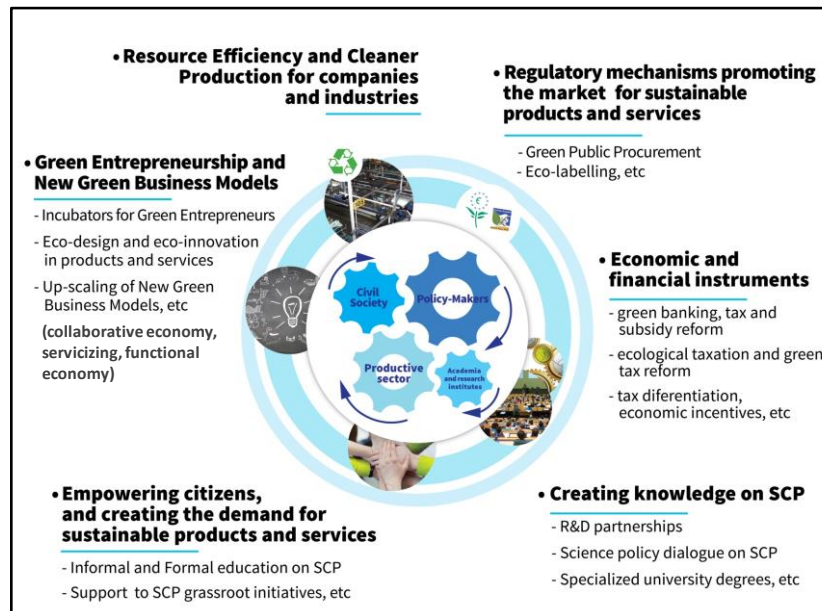 • Resource Efficiency and Cleaner
Production for companies
and industries
• Regulatory mechanisms promoting
the market for sustainable
products and services
- Green Public Procurement
- Eco-labelling, etc
• Green Entrepreneurship and
New Green Business Models
- Incubators for Green Entrepreneurs
- Eco-design and eco-innovation
in products and services
- Up-scaling of New Green
Business Models, etc
(collaborative economy,
servicizing, functional
economy)
Civil
Society
Policy-Makers
Productive
sector
Academia
and research
institutes
• Economic and
financial instruments
- green banking, tax and
subsidy reform
- ecological taxation and green
tax reform
- tax diferentiation,
economic incentives, etc
• Empowering citizens,
and creating the demand for
sustainable products and services
- Informal and Formal education on SCP
- Support to SCP grassroot initiatives, etc
• Creating knowledge on SCP
- R&D partnerships
- Science policy dialogue on SCP
- Specialized university degrees, etc